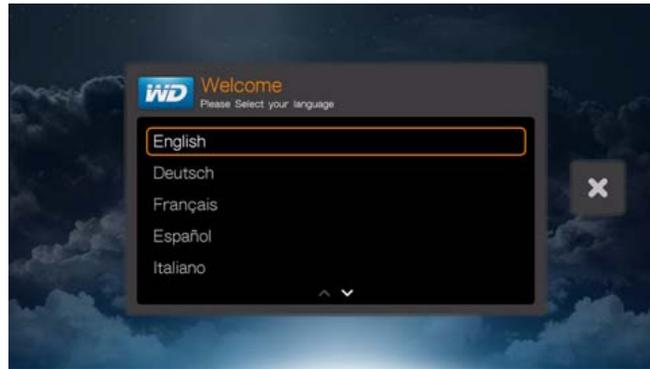 WD
Welcome
Please Select your language
English
Deutsch
Français
Español
Italiano